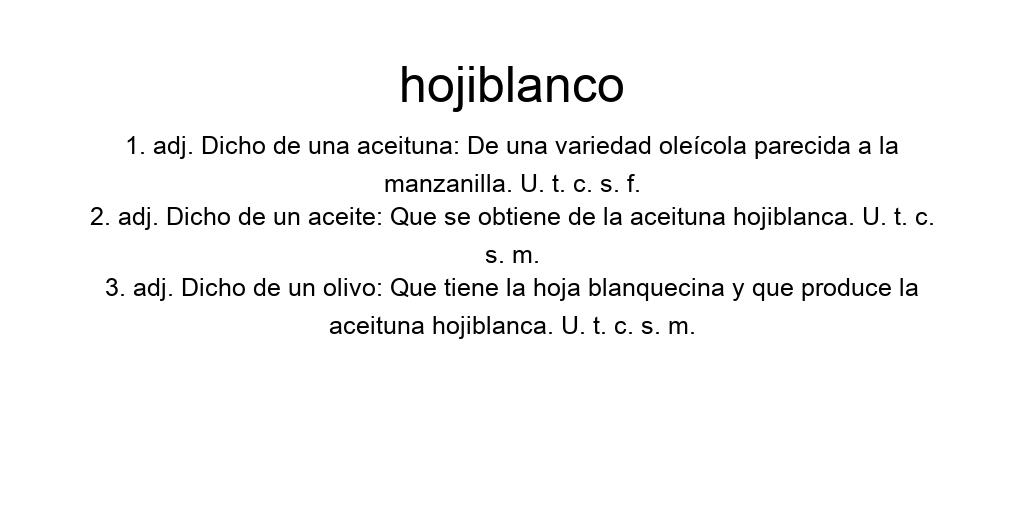 hojiblanco
1. adj. Dicho de una aceituna: De una variedad oleícola parecida a la
manzanilla. U. t. c. s. f.
2. adj. Dicho de un aceite: Que se obtiene de la aceituna hojiblanca. U. t. c.
s. m.
3. adj. Dicho de un olivo: Que tiene la hoja blanquecina y que produce la
aceituna hojiblanca. U. t. c. s. m.